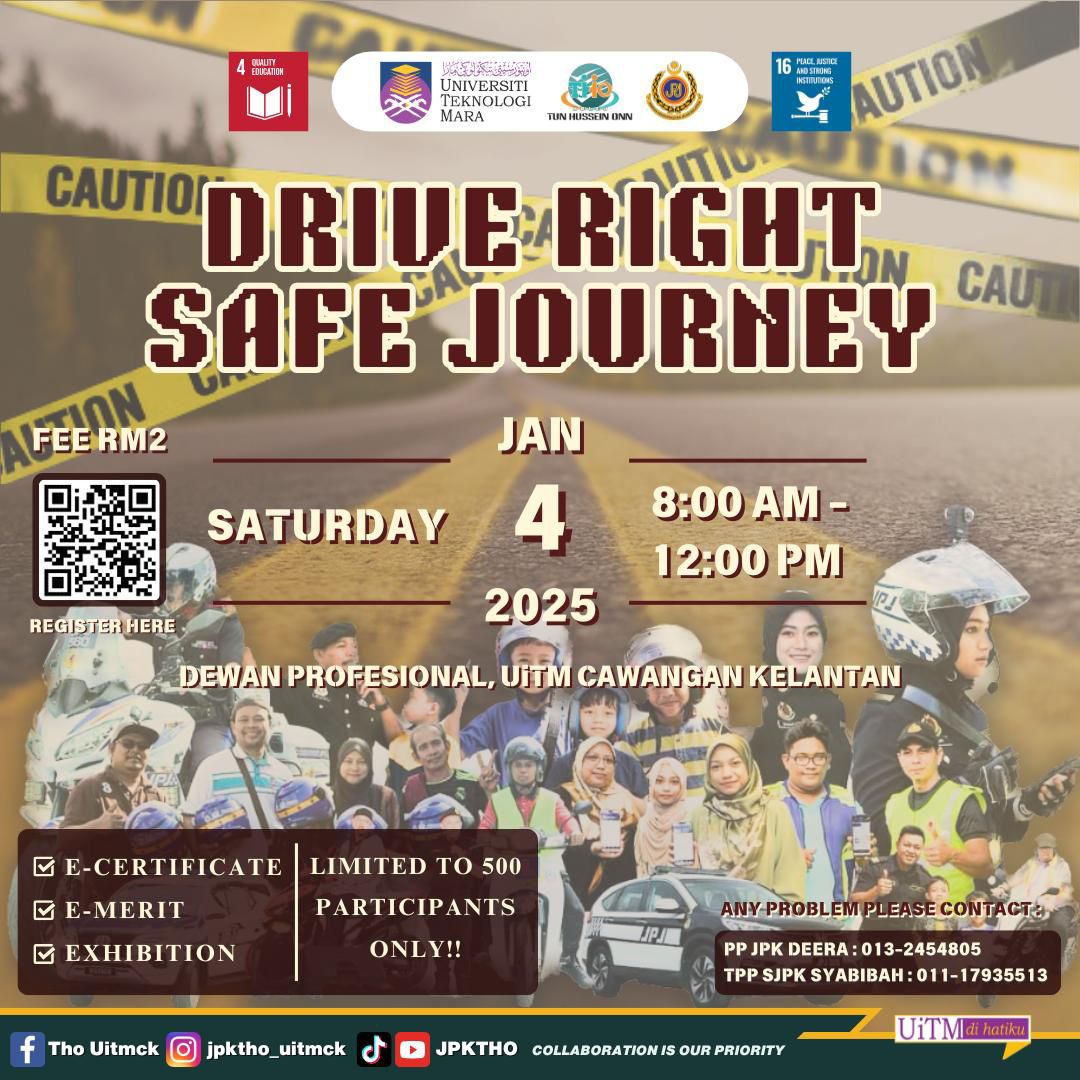 4 QUALITY
EDUCATION
UNIVERSITI
TEKNOLOGI
MARA
TUN HUSSEIN ONN
16 PEACE, JUSTICE
AND STRONG
INSTITUTIONS
CAUTION
CAUTION
CAUTION
CAUTION
DRIVE RIGHT
SAFE JOURNEY
CAUTION
FEE RM2
REGISTER HERE
JAN
SATURDAY
4
8:00 AM –
12:00 PM
2025
DEWAN PROFESIONAL, UiTM CAWANGAN KELANTAN
JPJ
E-CERTIFICATE
E-MERIT
EXHIBITION
LIMITED TO 500
PARTICIPANTS
ONLY!!
JPJ
ANY PROBLEM PLEASE CONTACT :
PP JPK DEERA : 013-2454805
TPP SJPK SYABIBAH : 011-17935513
Tho Uitmck
jpktho_uitmck
JPKTHO
COLLABORATION IS OUR PRIORITY
UiTM di hatiku